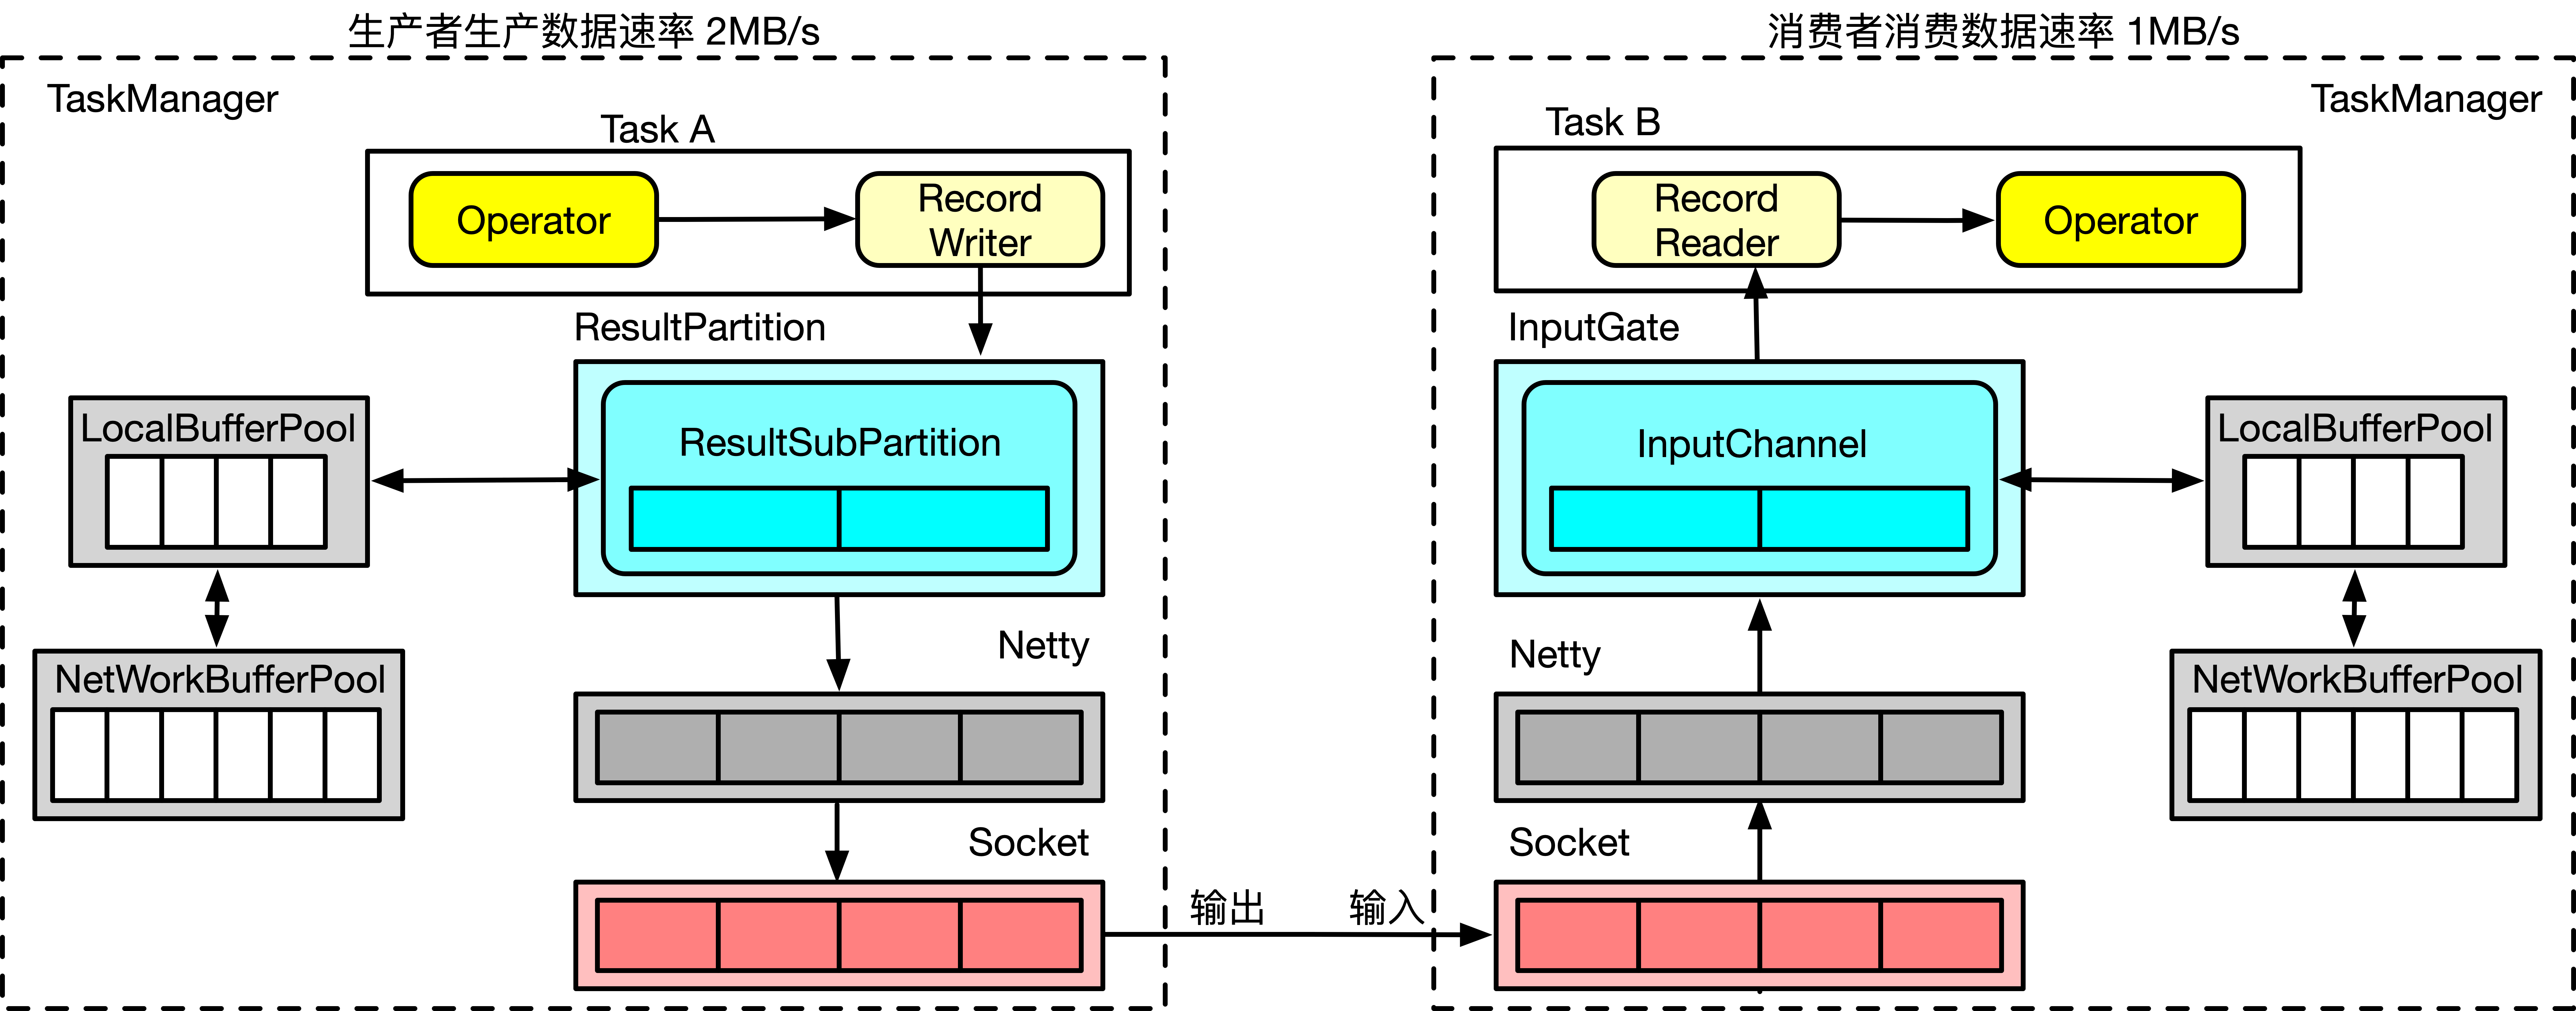 生产者生产数据速率 2MB/s
消费者消费数据速率 1MB/s
TaskManager
Task A
Operator
Record
Writer
ResultPartition
ResultSubPartition
LocalBufferPool
NetWorkBufferPool
Netty
Socket
输出
输入
TaskManager
Task B
Record
Reader
Operator
InputGate
InputChannel
LocalBufferPool
NetWorkBufferPool
Netty
Socket